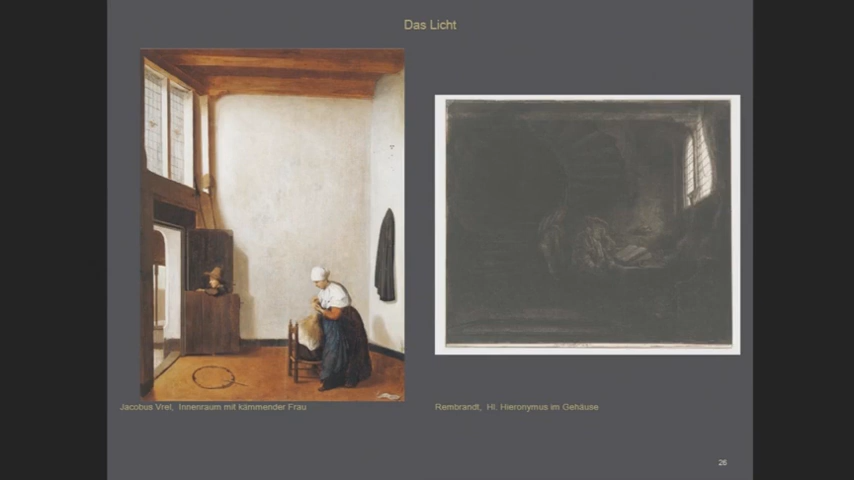 Das Licht
Jacobus Vrel, Innenraum mit kämmender Frau
Rembrandt, Hl. Hieronymus im Gehäuse
26